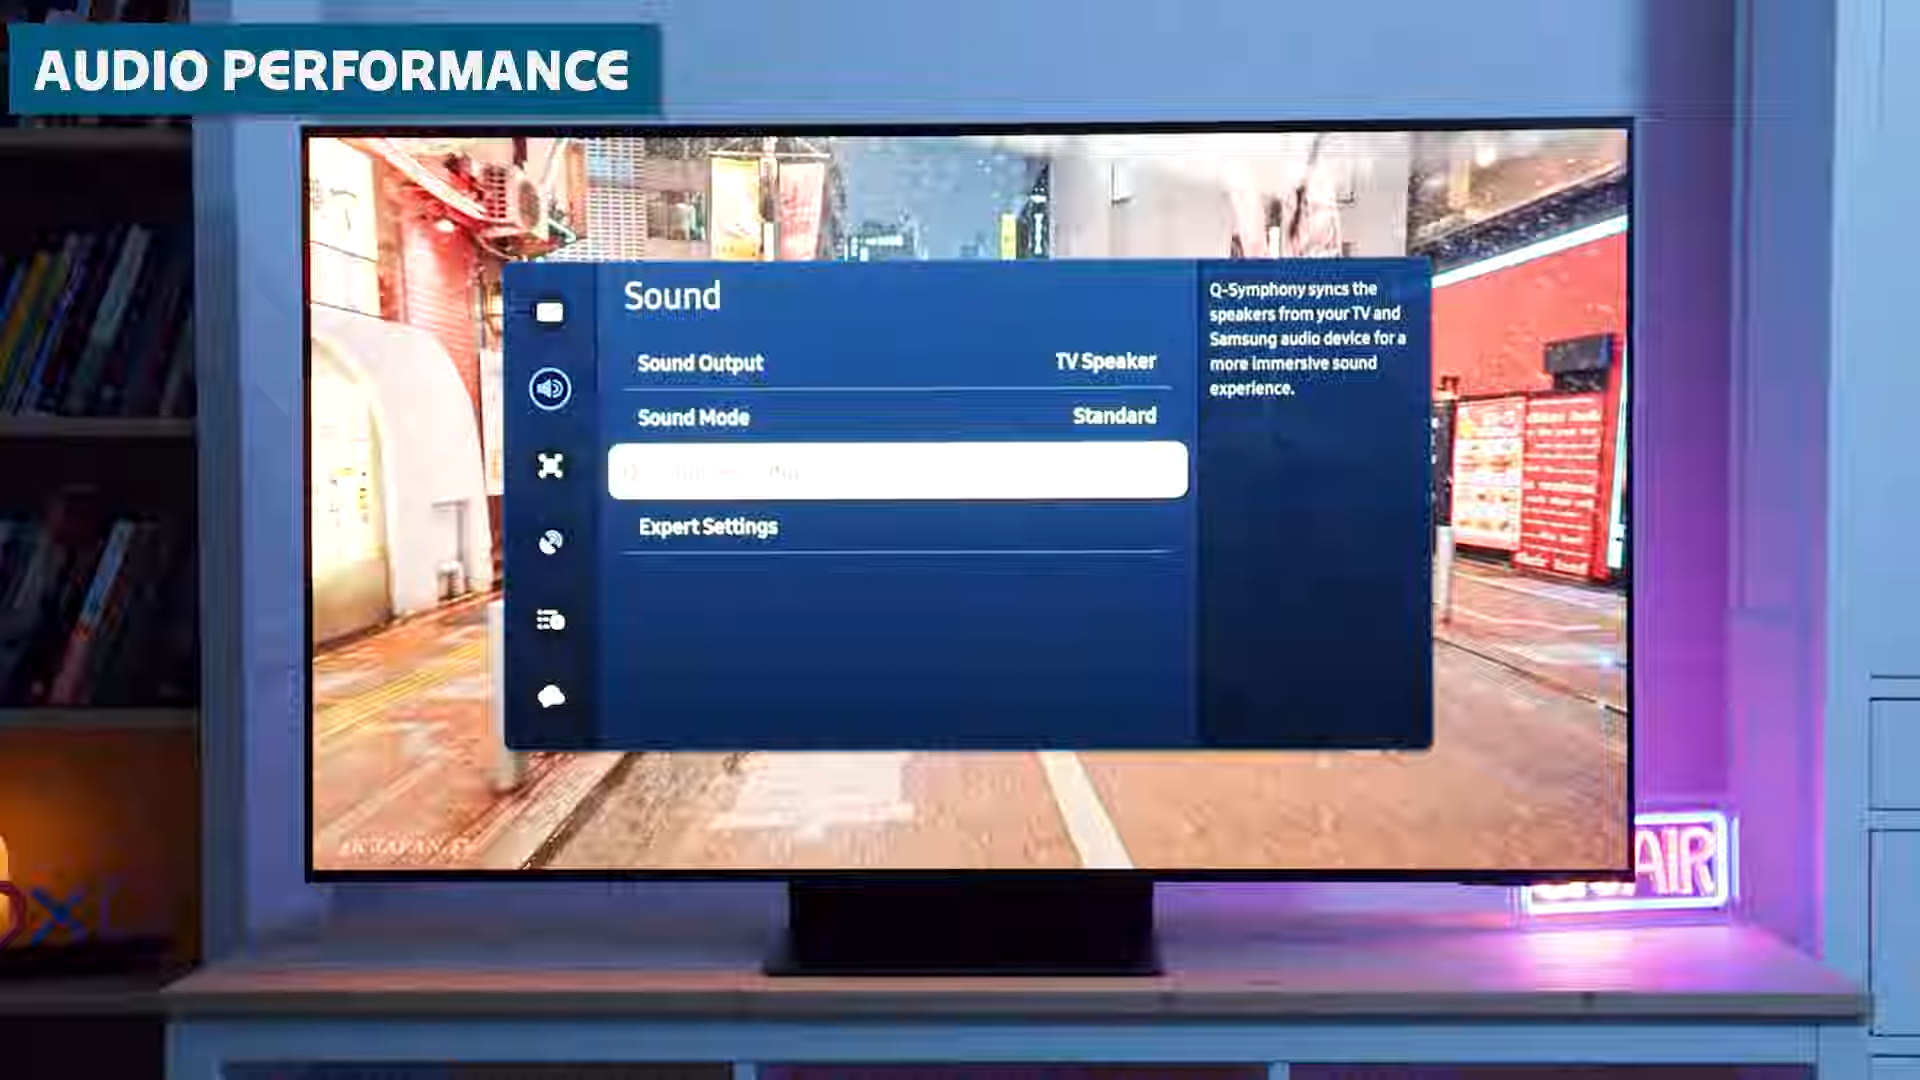 AUDIO PERFORMANCE
Sound
Sound Output TV Speaker
Sound Mode Standard
Expert Settings
Q-Symphony syncs the
speakers from your TV and
Samsung audio device for a
more immersive sound
experience.
AIR